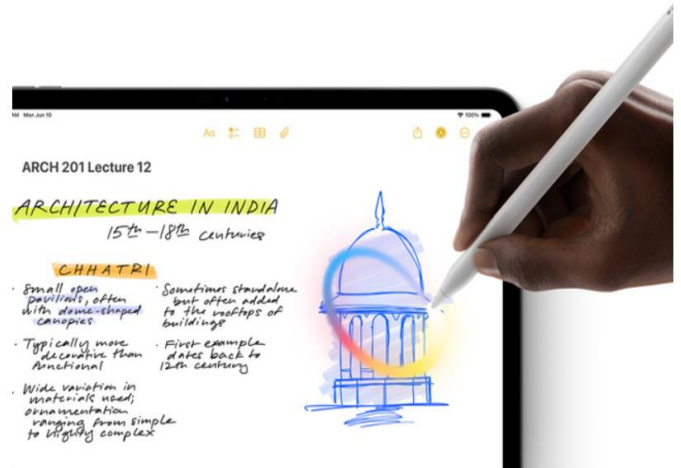 AM Mon Jun 10
100%
Aa
ARCH 201 Lecture 12
ARCHITECTURE IN INDIA
15th – 18th centuries
CHHATRI
· Small open
pavilions, often
with dome-shaped
canopies
· Typically more
decorative than
functional
· Wide variation in
materials used;
ornamentation
ranging from simple
to highly complex
· Sometimes standalone
but often added
to the rooftops of
buildings
· First example
dates back to
12th century